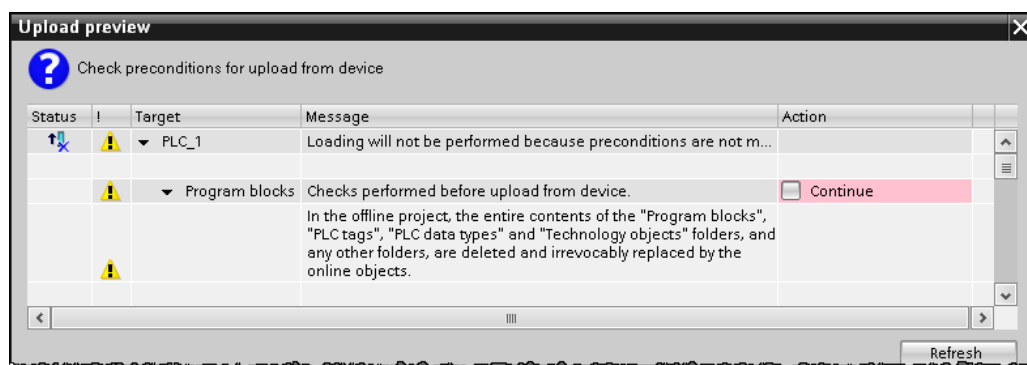 Upload preview
Check preconditions for upload from device
Status ! Target Message Action
PLC_1 Loading will not be performed because preconditions are not m...
Program blocks Checks performed before upload from device. Continue
In the offline project, the entire contents of the "Program blocks",
"PLC tags", "PLC data types" and "Technology objects" folders, and
any other folders, are deleted and irrevocably replaced by the
online objects.
Refresh